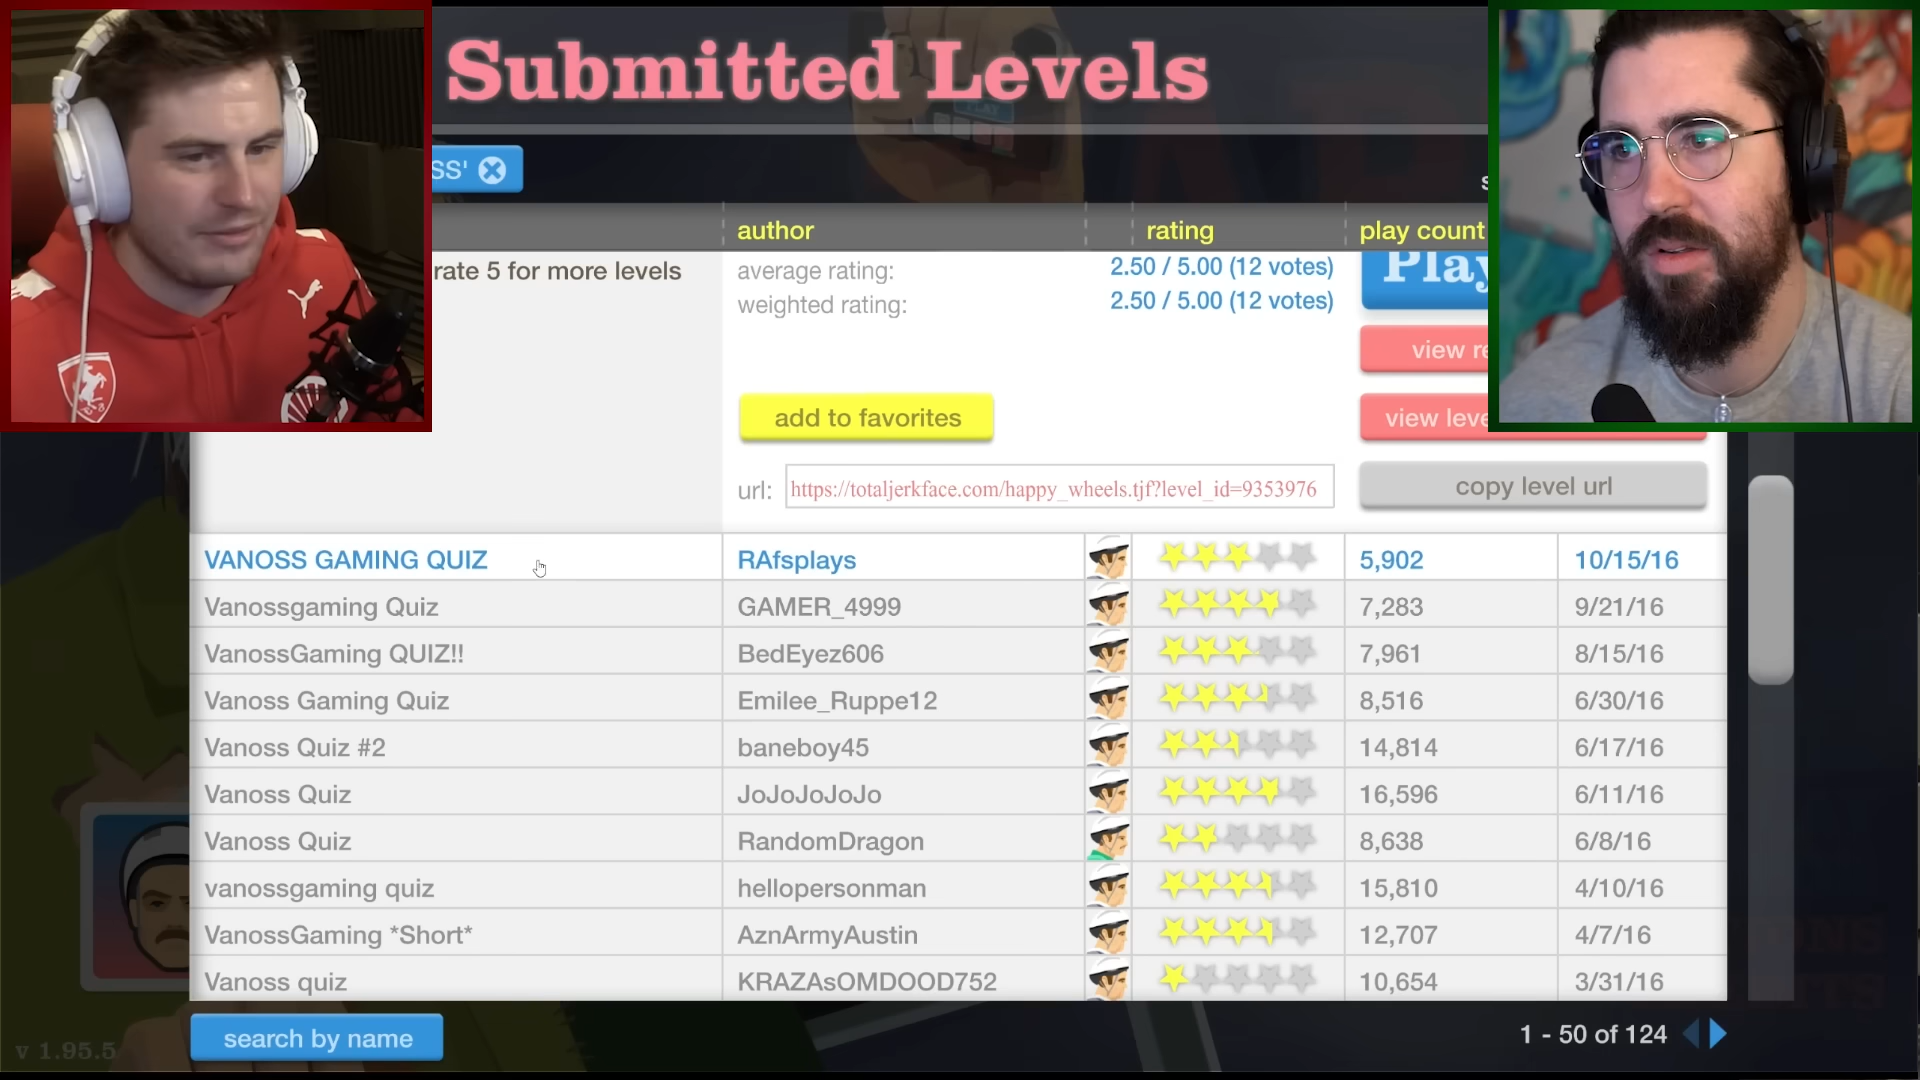 Submitted Levels
SS'
author rating play count
rate 5 for more levels
average rating: 2.50 / 5.00 (12 votes)
weighted rating: 2.50 / 5.00 (12 votes)
Play
view re
add to favorites
view leve
url: https://totaljerkface.com/happy_wheels.tjf?level_id=9353976
copy level url
VANOSS GAMING QUIZ RAfsplays 5,902 10/15/16
Vanossgaming Quiz GAMER_4999 7,283 9/21/16
VanossGaming QUIZ!! BedEyez606 7,961 8/15/16
Vanoss Gaming Quiz Emilee_Ruppe12 8,516 6/30/16
Vanoss Quiz #2 baneboy45 14,814 6/17/16
Vanoss Quiz JoJoJoJoJo 16,596 6/11/16
Vanoss Quiz RandomDragon 8,638 6/8/16
vanossgaming quiz hellopersonman 15,810 4/10/16
VanossGaming *Short* AznArmyAustin 12,707 4/7/16
Vanoss quiz KRAZAsOMDOOD752 10,654 3/31/16
search by name
1 - 50 of 124
v 1.95.5